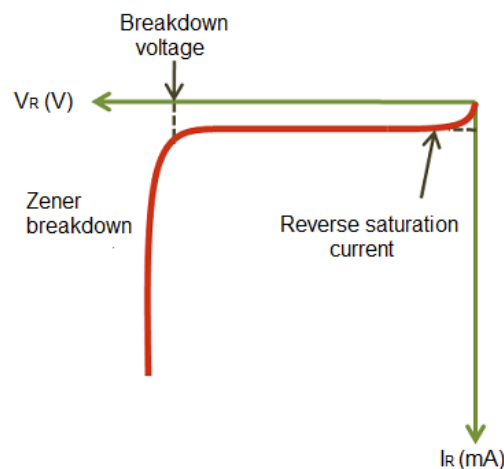 Breakdown
voltage
VR (V)
Zener
breakdown
Reverse saturation
current
IR (mA)